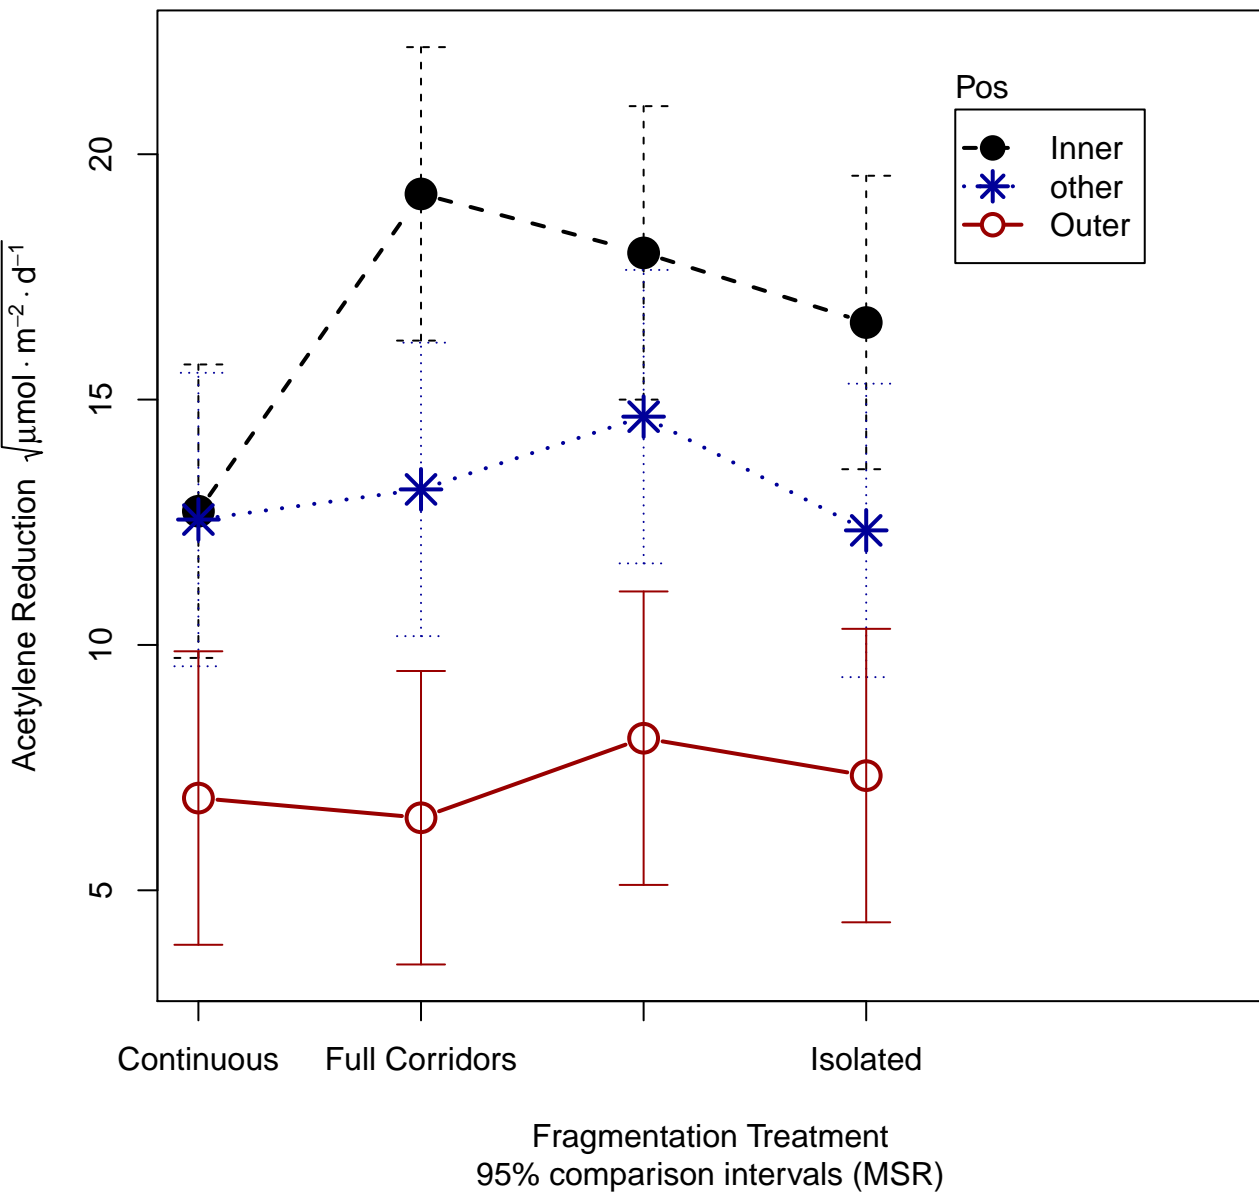 Pos
Inner
other
Outer
20
15
10
5
Acetylene Reduction √μmol · m⁻² · d⁻¹
Continuous Full Corridors Isolated
Fragmentation Treatment
95% comparison intervals (MSR)